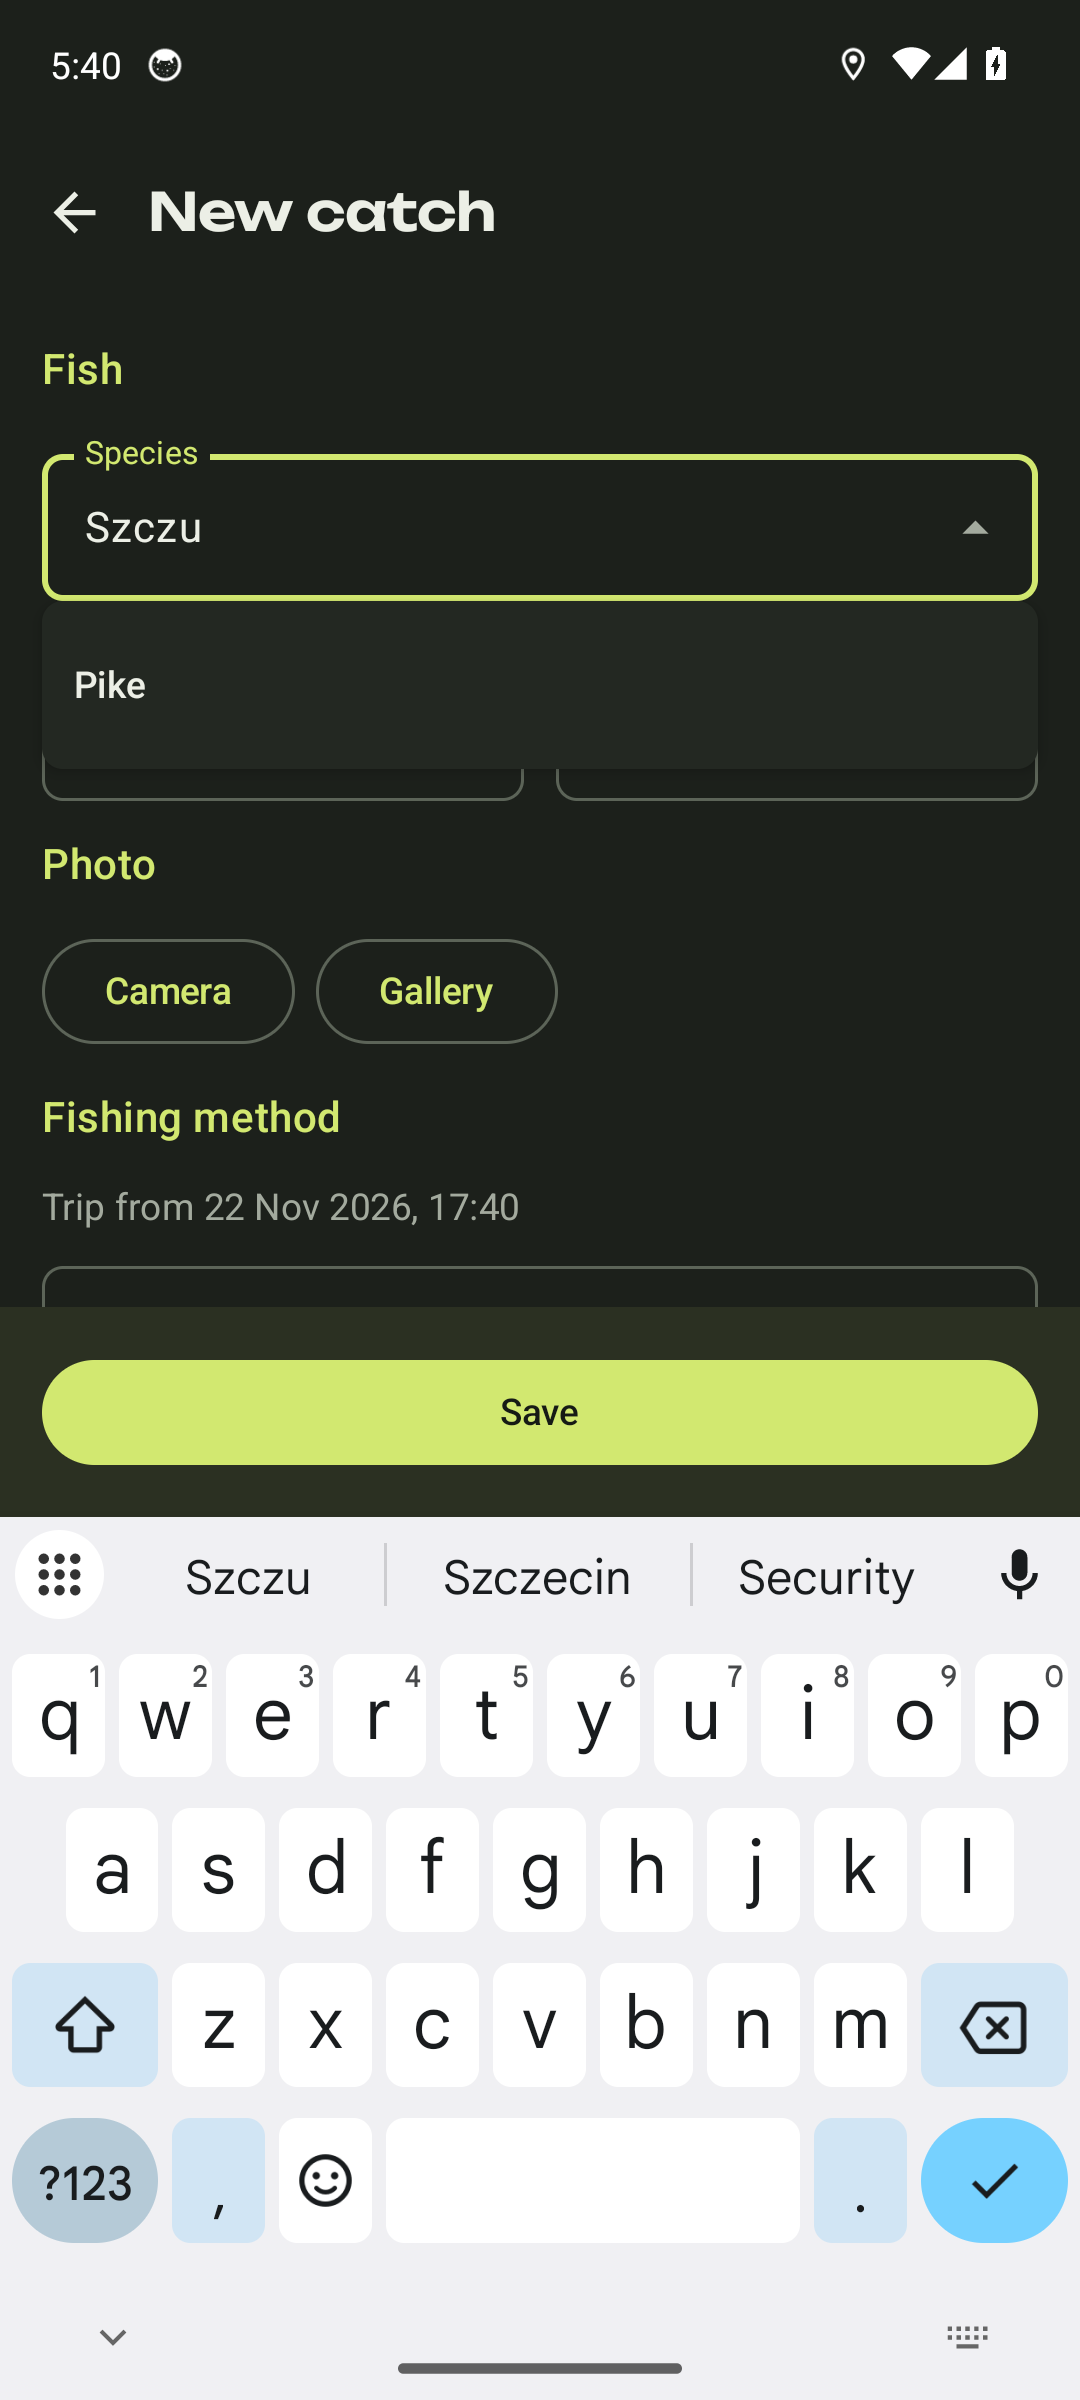 5:40
New catch
Fish
Species
Szczu
Pike
Photo
Camera Gallery
Fishing method
Trip from 22 Nov 2026, 17:40
Save
Szczu Szczecin Security
q1 w2 e3 r4 t5 y6 u7 i8 o9 p0
a s d f g h j k l
z x c v b n m
?123 , .